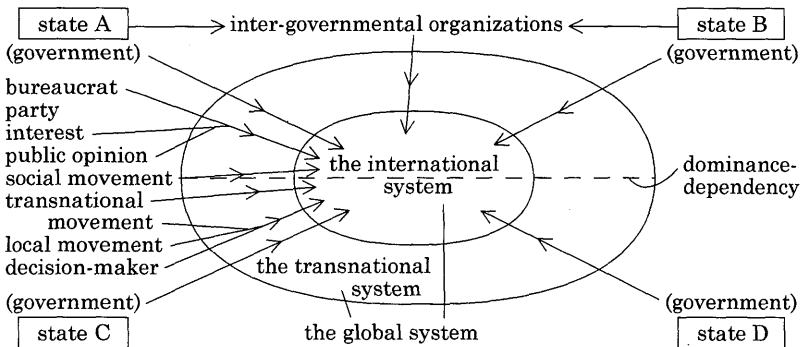 state A
inter-governmental organizations
state B
(government)
(government)
bureaucrat
party
interest
public opinion
social movement
transnational
movement
local movement
decision-maker
the international
system
dominance-
dependency
the transnational
system
(government)
(government)
state C
the global system
state D